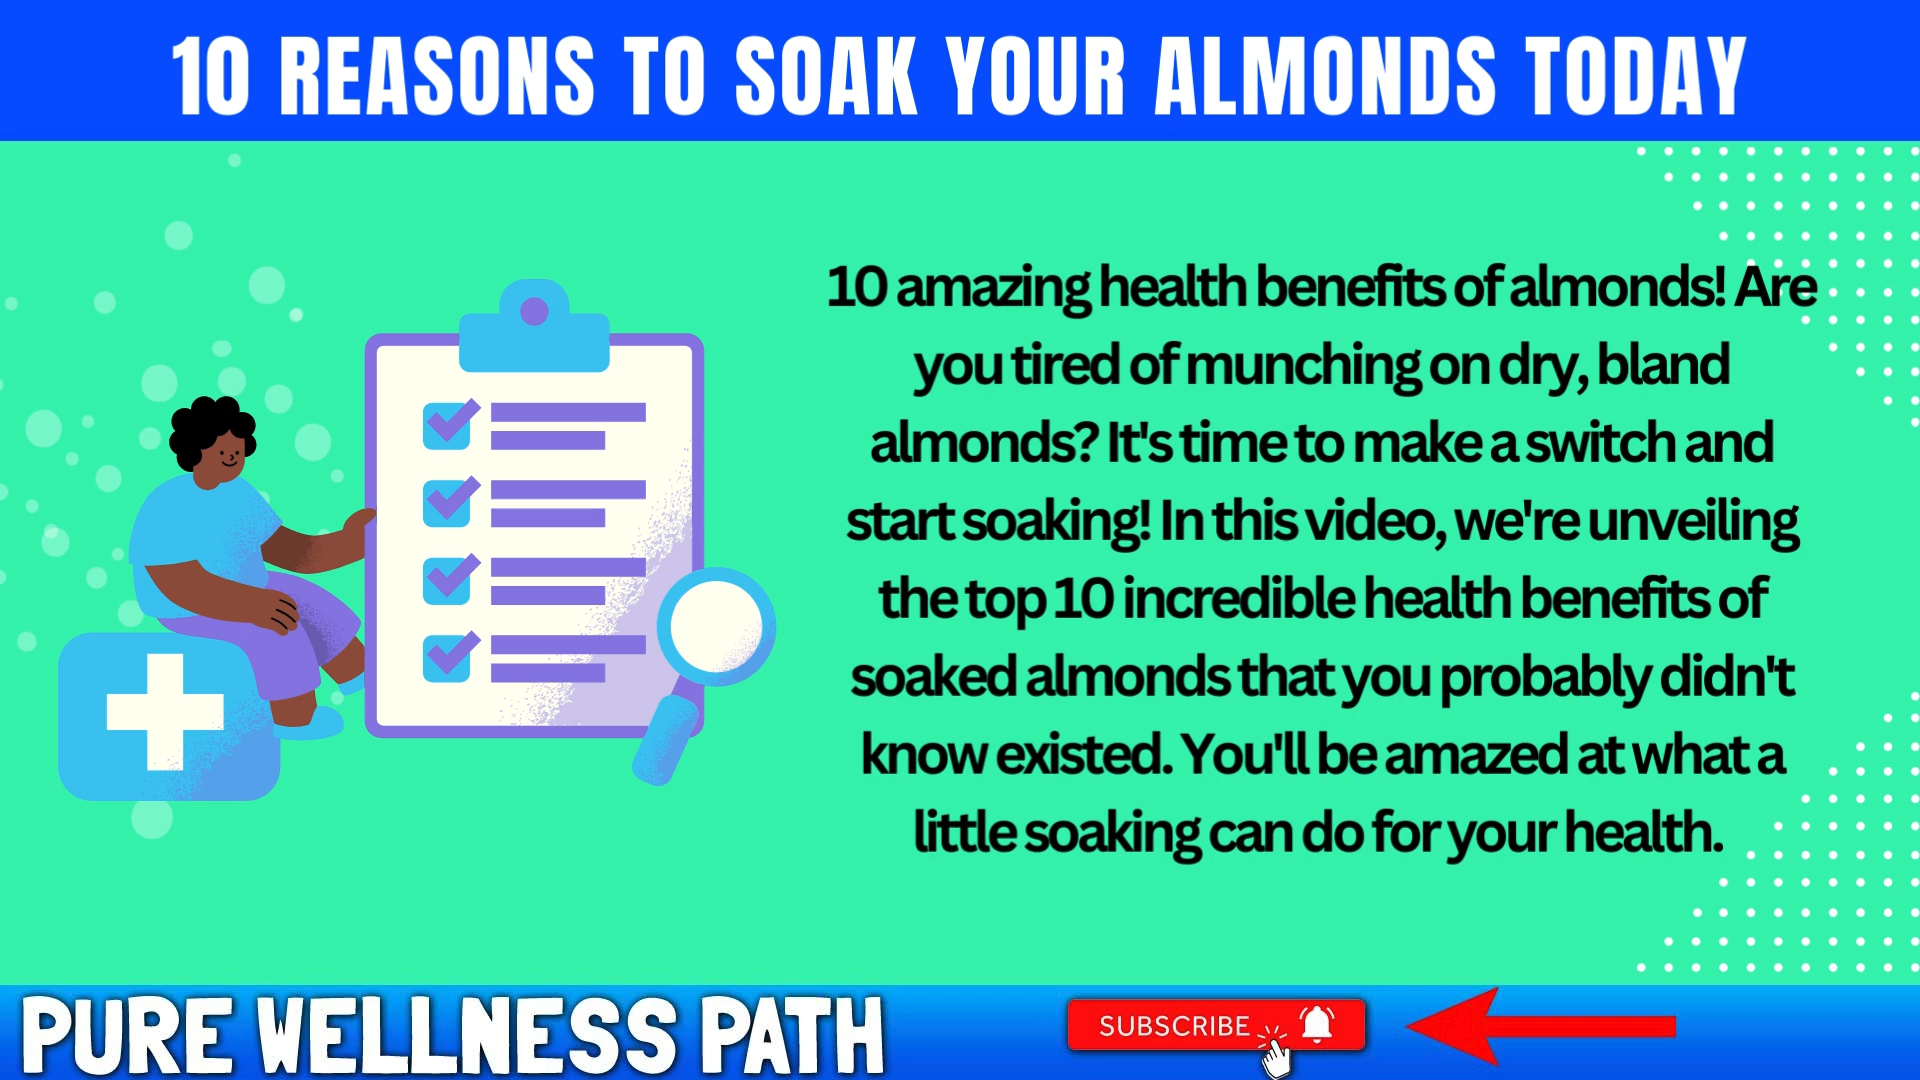 10 REASONS TO SOAK YOUR ALMONDS TODAY
10 amazing health benefits of almonds! Are
you tired of munching on dry, bland
almonds? It's time to make a switch and
start soaking! In this video, we're unveiling
the top 10 incredible health benefits of
soaked almonds that you probably didn't
know existed. You'll be amazed at what a
little soaking can do for your health.
PURE WELLNESS PATH
SUBSCRIBE